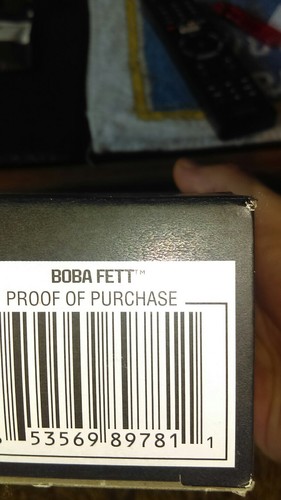 BOBA FETT™
PROOF OF PURCHASE
53569 89781 1